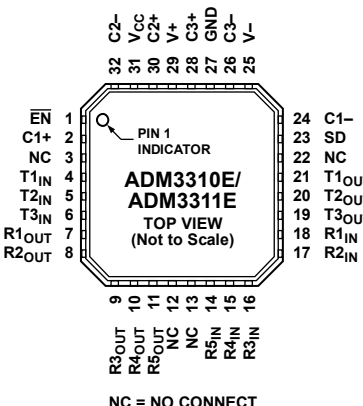 C2– VCC C2+ V+ C3+ GND C3– V–
32 31 30 29 28 27 26 25
EN 1
C1+ 2
NC 3
T1IN 4
T2IN 5
T3IN 6
R1OUT 7
R2OUT 8
PIN 1
INDICATOR
ADM3310E/
ADM3311E
TOP VIEW
(Not to Scale)
24 C1–
23 SD
22 NC
21 T1OU
20 T2OU
19 T3OU
18 R1IN
17 R2IN
9 10 11 12 13 14 15 16
R3OUT R4OUT R5OUT NC NC R5IN R4IN R3IN
NC = NO CONNECT